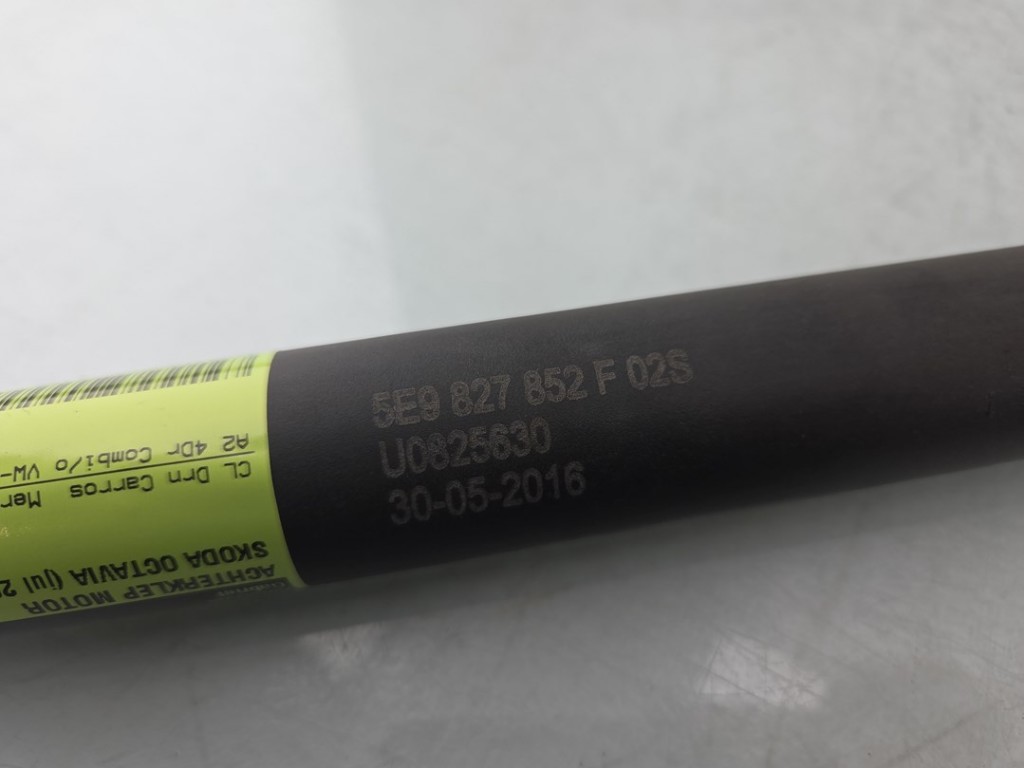 5E9 827 852 F 02S
U0825630
30-05-2016
ACHTERKLEP MOTOR
SKODA OCTAVIA (jul
CL Drn Carros
A2 4Dr Combi/o VW-